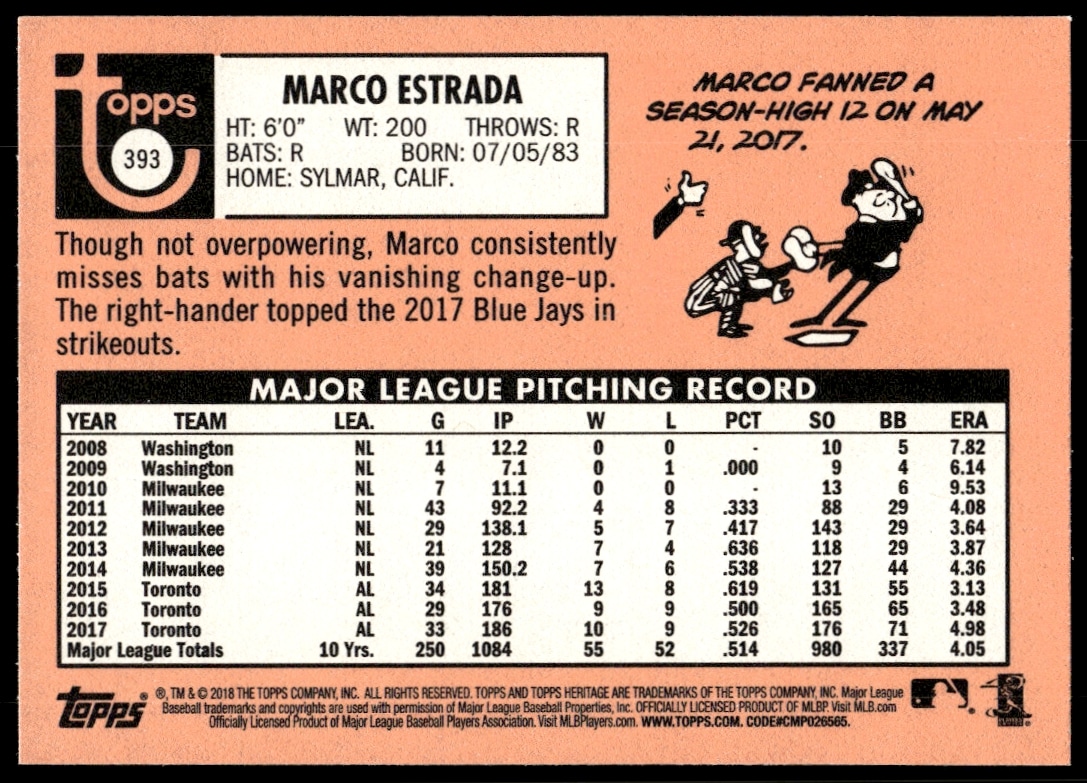 Topps
393
MARCO ESTRADA
HT: 6'0" WT: 200 THROWS: R
BATS: R BORN: 07/05/83
HOME: SYLMAR, CALIF.
MARCO FANNED A
SEASON-HIGH 12 ON MAY
21, 2017.
Though not overpowering, Marco consistently
misses bats with his vanishing change-up.
The right-hander topped the 2017 Blue Jays in
strikeouts.
MAJOR LEAGUE PITCHING RECORD
YEAR TEAM LEA. G IP W L PCT SO BB ERA
2008 Washington NL 11 12.2 0 0 - 10 5 7.82
2009 Washington NL 4 7.1 0 1 .000 9 4 6.14
2010 Milwaukee NL 7 11.1 0 0 - 13 6 9.53
2011 Milwaukee NL 43 92.2 4 8 .333 88 29 4.08
2012 Milwaukee NL 29 138.1 5 7 .417 143 29 3.64
2013 Milwaukee NL 21 128 7 4 .636 118 29 3.87
2014 Milwaukee NL 39 150.2 7 6 .538 127 44 4.36
2015 Toronto AL 34 181 13 8 .619 131 55 3.13
2016 Toronto AL 29 176 9 9 .500 165 65 3.48
2017 Toronto AL 33 186 10 9 .526 176 71 4.98
Major League Totals 10 Yrs. 250 1084 55 52 .514 980 337 4.05
Topps ®, TM & © 2018 THE TOPPS COMPANY, INC. ALL RIGHTS RESERVED. TOPPS AND TOPPS HERITAGE ARE TRADEMARKS OF THE TOPPS COMPANY, INC. Major League
Baseball trademarks and copyrights are used with permission of Major League Baseball Properties, Inc. OFFICIALLY LICENSED PRODUCT OF MLBP. Visit MLB.com
Officially Licensed Product of Major League Baseball Players Association. Visit MLBPlayers.com. WWW.TOPPS.COM. CODE#CMP026565.